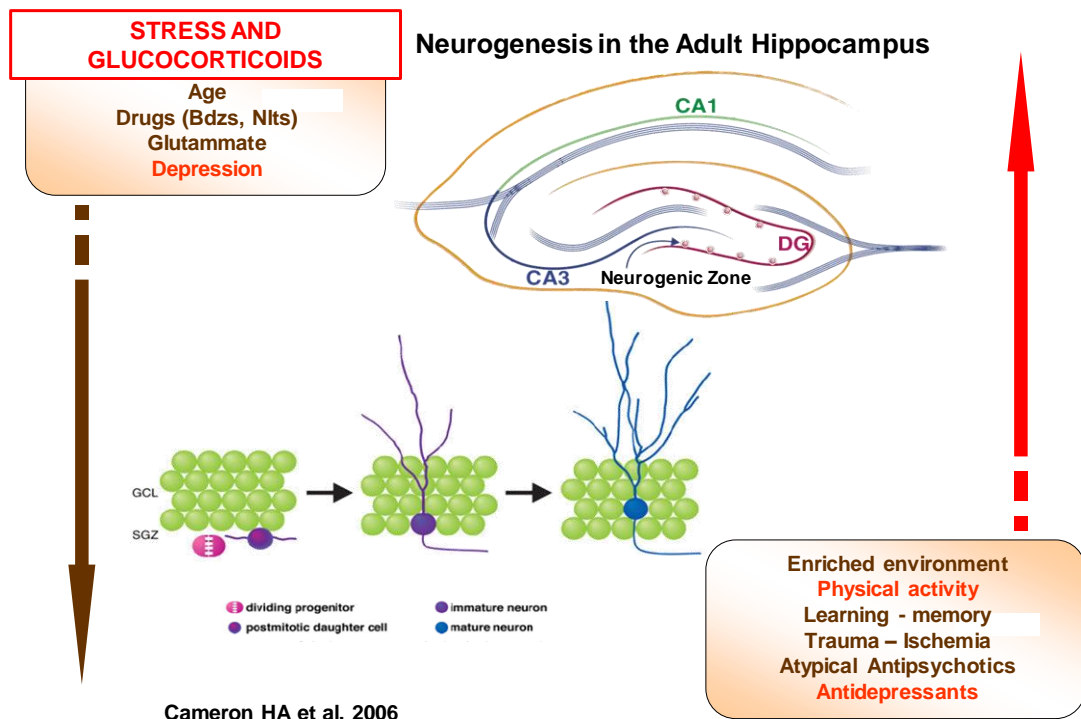 STRESS AND
GLUCOCORTICOIDS
Age
Drugs (Bdzs, Nlts)
Glutammate
Depression
Neurogenesis in the Adult Hippocampus
CA1
DG
CA3
Neurogenic Zone
GCL
SGZ
dividing progenitor
postmitotic daughter cell
immature neuron
mature neuron
Enriched environment
Physical activity
Learning - memory
Trauma – Ischemia
Atypical Antipsychotics
Antidepressants
Cameron HA et al. 2006